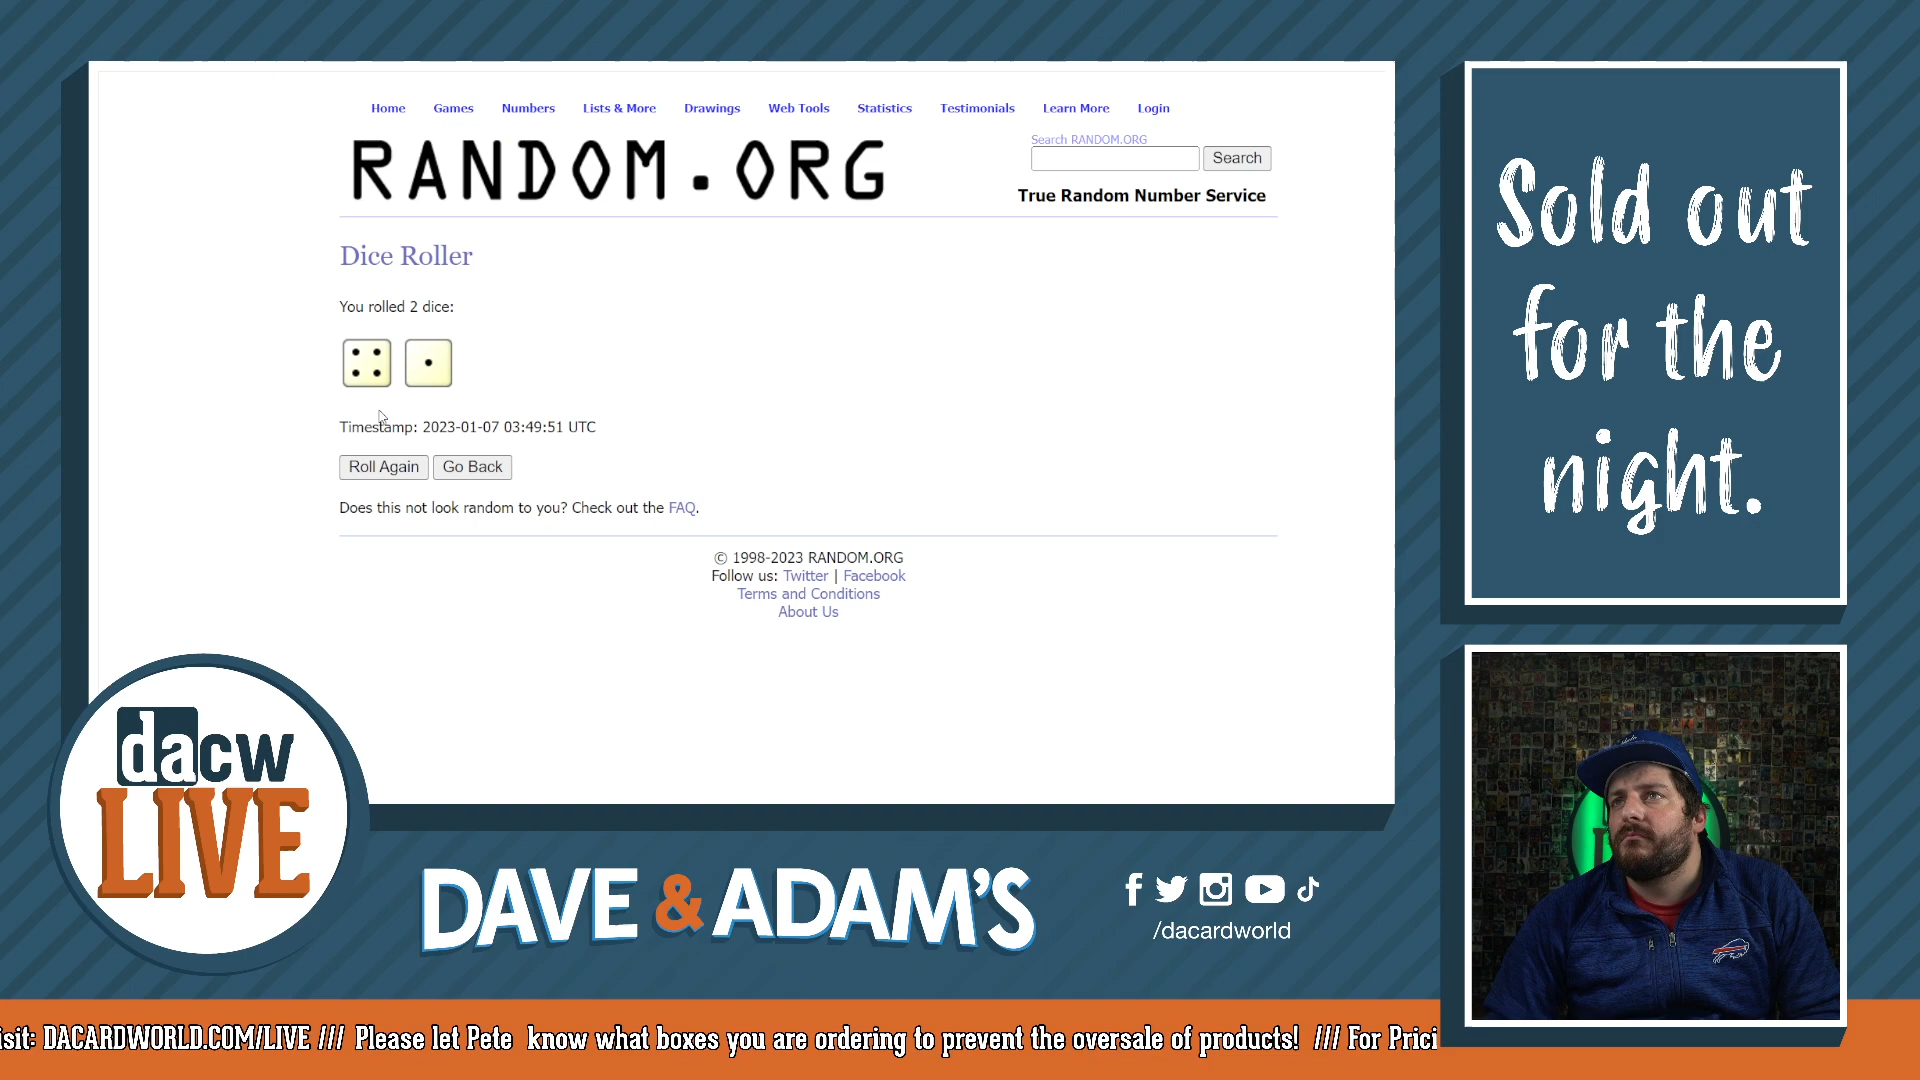 Home Games Numbers Lists & More Drawings Web Tools Statistics Testimonials Learn More Login
RANDOM.ORG
Search RANDOM.ORG
Search
True Random Number Service
Dice Roller
You rolled 2 dice:
Timestamp: 2023-01-07 03:49:51 UTC
Roll Again Go Back
Does this not look random to you? Check out the FAQ.
© 1998-2023 RANDOM.ORG
Follow us: Twitter | Facebook
Terms and Conditions
About Us
Sold out
for the
night.
dacw
LIVE
DAVE & ADAM'S
/dacardworld
isit: DACARDWORLD.COM/LIVE /// Please let Pete know what boxes you are ordering to prevent the oversale of products! /// For Prici